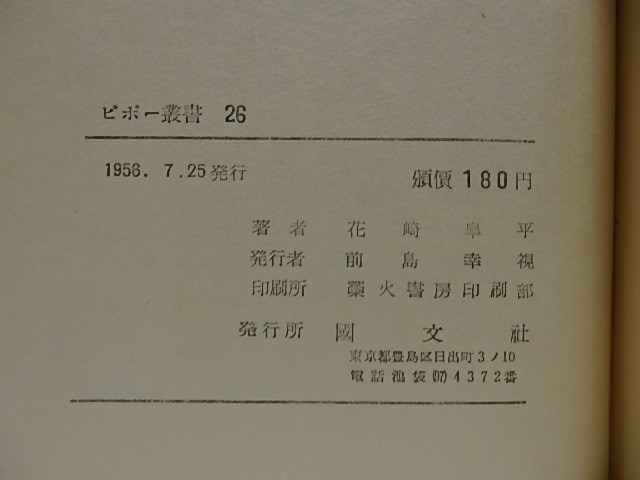 ピポー叢書 26
1956. 7.25発行 頒價180円
著者 花崎皐平
発行者 前島幸視
印刷所 藁火書房印刷部
発行所 國文社
東京都豊島区日出町3ノ10
電話池袋(97)4372番